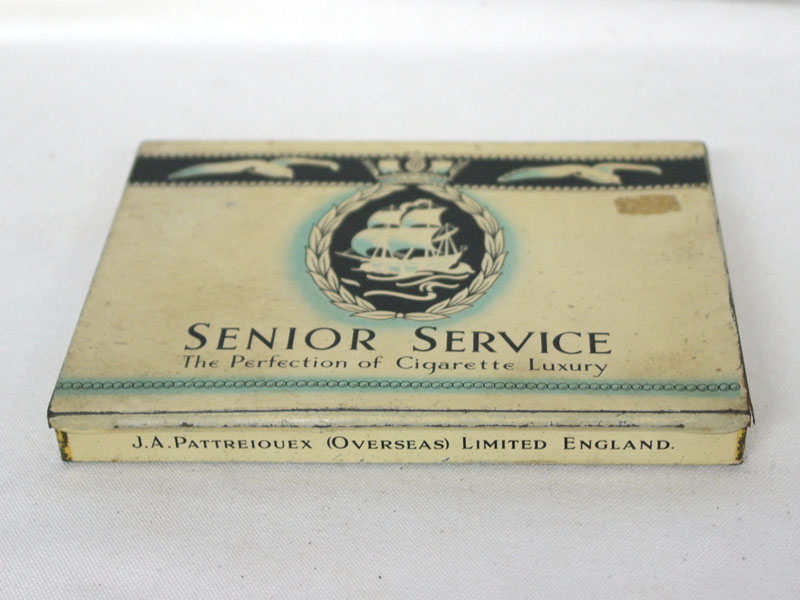 SENIOR SERVICE
The Perfection of Cigarette Luxury
J.A. PATTREIOUEX (OVERSEAS) LIMITED ENGLAND.